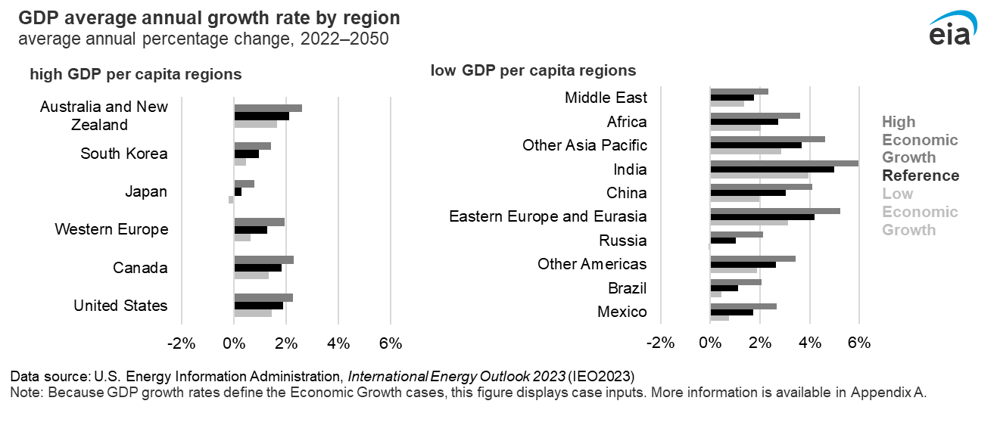 GDP average annual growth rate by region
average annual percentage change, 2022–2050
eia
high GDP per capita regions
Australia and New
Zealand
South Korea
Japan
Western Europe
Canada
United States
-2% 0% 2% 4% 6%
low GDP per capita regions
Middle East
Africa
Other Asia Pacific
India
China
Eastern Europe and Eurasia
Russia
Other Americas
Brazil
Mexico
-2% 0% 2% 4% 6%
High
Economic
Growth
Reference
Low
Economic
Growth
Data source: U.S. Energy Information Administration, International Energy Outlook 2023 (IEO2023)
Note: Because GDP growth rates define the Economic Growth cases, this figure displays case inputs. More information is available in Appendix A.